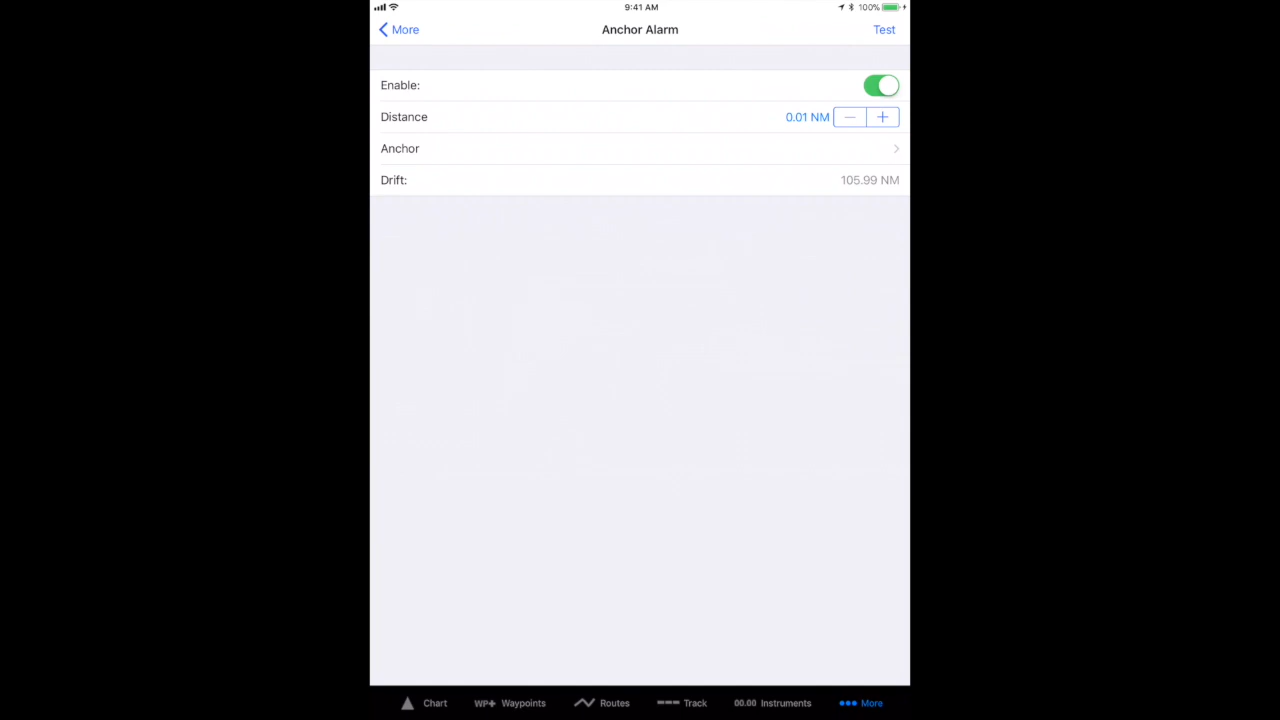 9:41 AM 100%
More Anchor Alarm Test
Enable:
Distance 0.01 NM − +
Anchor
Drift: 105.99 NM
Chart WP+ Waypoints Routes Track 00.00 Instruments More